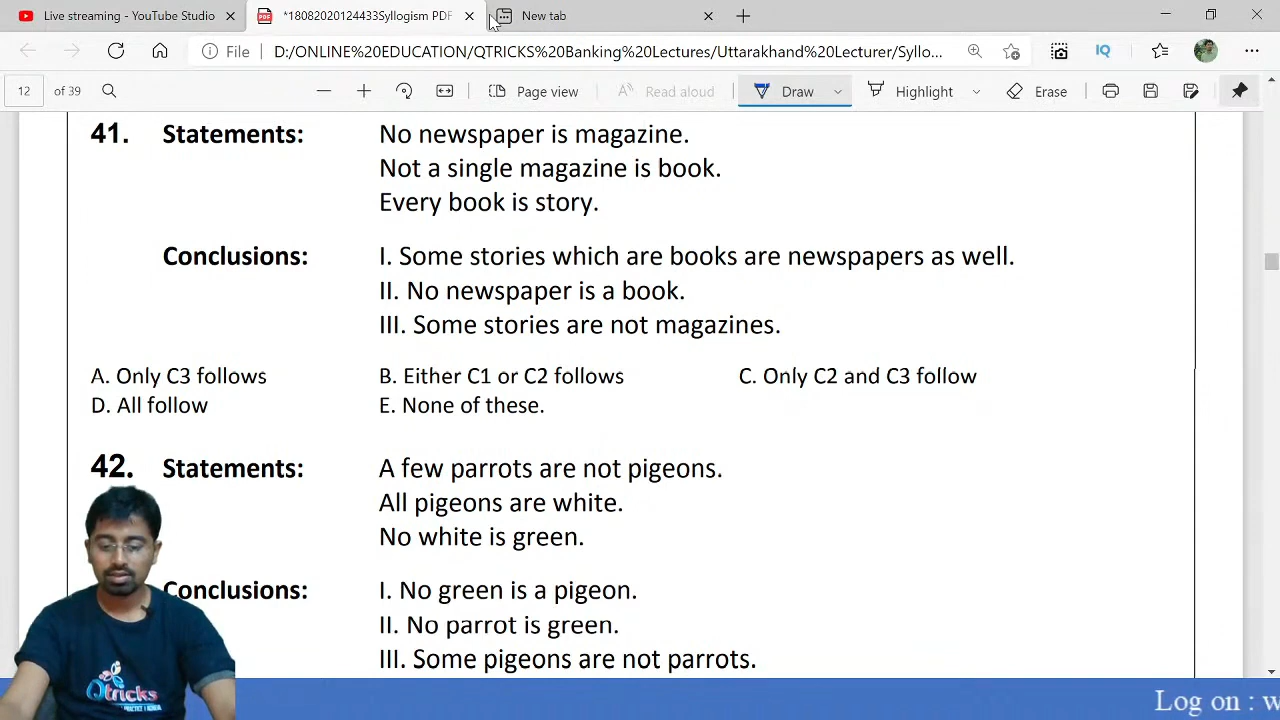 Live streaming - YouTube Studio
*18082020124433Syllogism PDF
New tab
File
D:/ONLINE%20EDUCATION/QTRICKS%20Banking%20Lectures/Uttarakhand%20Lecturer/Syllo...
IQ
12 of 39
Page view
Read aloud
Draw
Highlight
Erase
41. Statements: No newspaper is magazine.
Not a single magazine is book.
Every book is story.
Conclusions: I. Some stories which are books are newspapers as well.
II. No newspaper is a book.
III. Some stories are not magazines.
A. Only C3 follows B. Either C1 or C2 follows C. Only C2 and C3 follow
D. All follow E. None of these.
42. Statements: A few parrots are not pigeons.
All pigeons are white.
No white is green.
Conclusions: I. No green is a pigeon.
II. No parrot is green.
III. Some pigeons are not parrots.
Qtricks
Log on : w